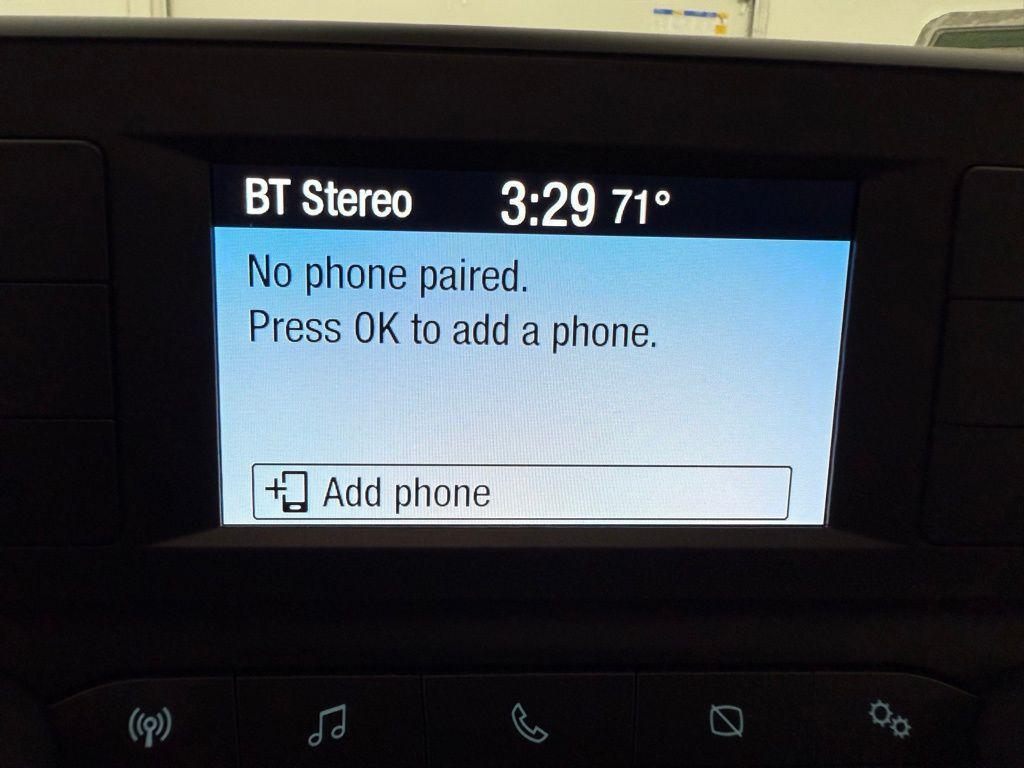 BT Stereo 3:29 71°
No phone paired.
Press OK to add a phone.
Add phone